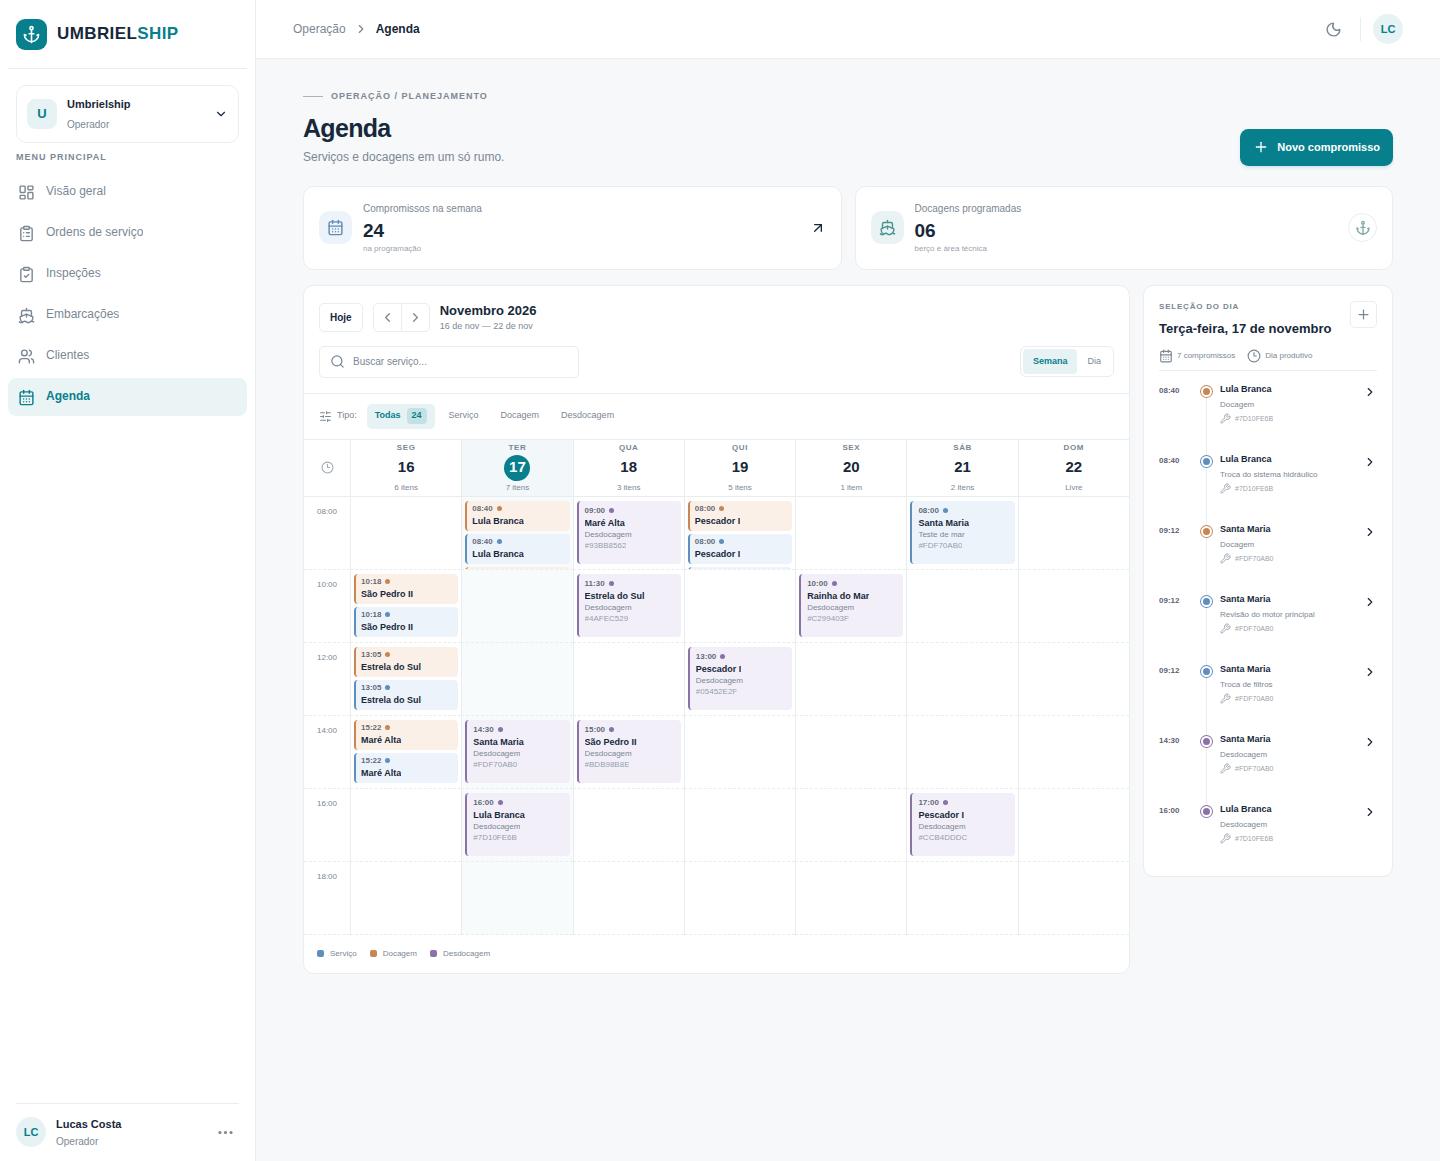 UMBRIELSHIP
U
Umbrielship
Operador
MENU PRINCIPAL
Visão geral
Ordens de serviço
Inspeções
Embarcações
Clientes
Agenda
LC
Lucas Costa
Operador
Operação
Agenda
LC
OPERAÇÃO / PLANEJAMENTO
Agenda
Serviços e docagens em um só rumo.
Novo compromisso
Compromissos na semana
24
na programação
Docagens programadas
06
berço e área técnica
Hoje
Novembro 2026
16 de nov — 22 de nov
Buscar serviço...
Semana
Dia
Tipo:
Todas 24
Serviço
Docagem
Desdocagem
SEG
16
6 itens
TER
17
7 itens
QUA
18
3 itens
QUI
19
5 itens
SEX
20
1 item
SÁB
21
2 itens
DOM
22
Livre
08:00
08:40
Lula Branca
08:40
Lula Branca
09:00
Maré Alta
Desdocagem
#93BB8562
08:00
Pescador I
08:00
Pescador I
08:00
Santa Maria
Teste de mar
#FDF70AB0
10:00
10:18
São Pedro II
10:18
São Pedro II
11:30
Estrela do Sul
Desdocagem
#4AFEC529
10:00
Rainha do Mar
Desdocagem
#C299403F
12:00
13:05
Estrela do Sul
13:05
Estrela do Sul
13:00
Pescador I
Desdocagem
#05452E2F
14:00
15:22
Maré Alta
15:22
Maré Alta
14:30
Santa Maria
Desdocagem
#FDF70AB0
15:00
São Pedro II
Desdocagem
#BDB98B8E
16:00
16:00
Lula Branca
Desdocagem
#7D10FE6B
17:00
Pescador I
Desdocagem
#CCB4DDDC
18:00
Serviço
Docagem
Desdocagem
SELEÇÃO DO DIA
Terça-feira, 17 de novembro
7 compromissos
Dia produtivo
08:40
Lula Branca
Docagem
#7D10FE6B
08:40
Lula Branca
Troca do sistema hidráulico
#7D10FE6B
09:12
Santa Maria
Docagem
#FDF70AB0
09:12
Santa Maria
Revisão do motor principal
#FDF70AB0
09:12
Santa Maria
Troca de filtros
#FDF70AB0
14:30
Santa Maria
Desdocagem
#FDF70AB0
16:00
Lula Branca
Desdocagem
#7D10FE6B